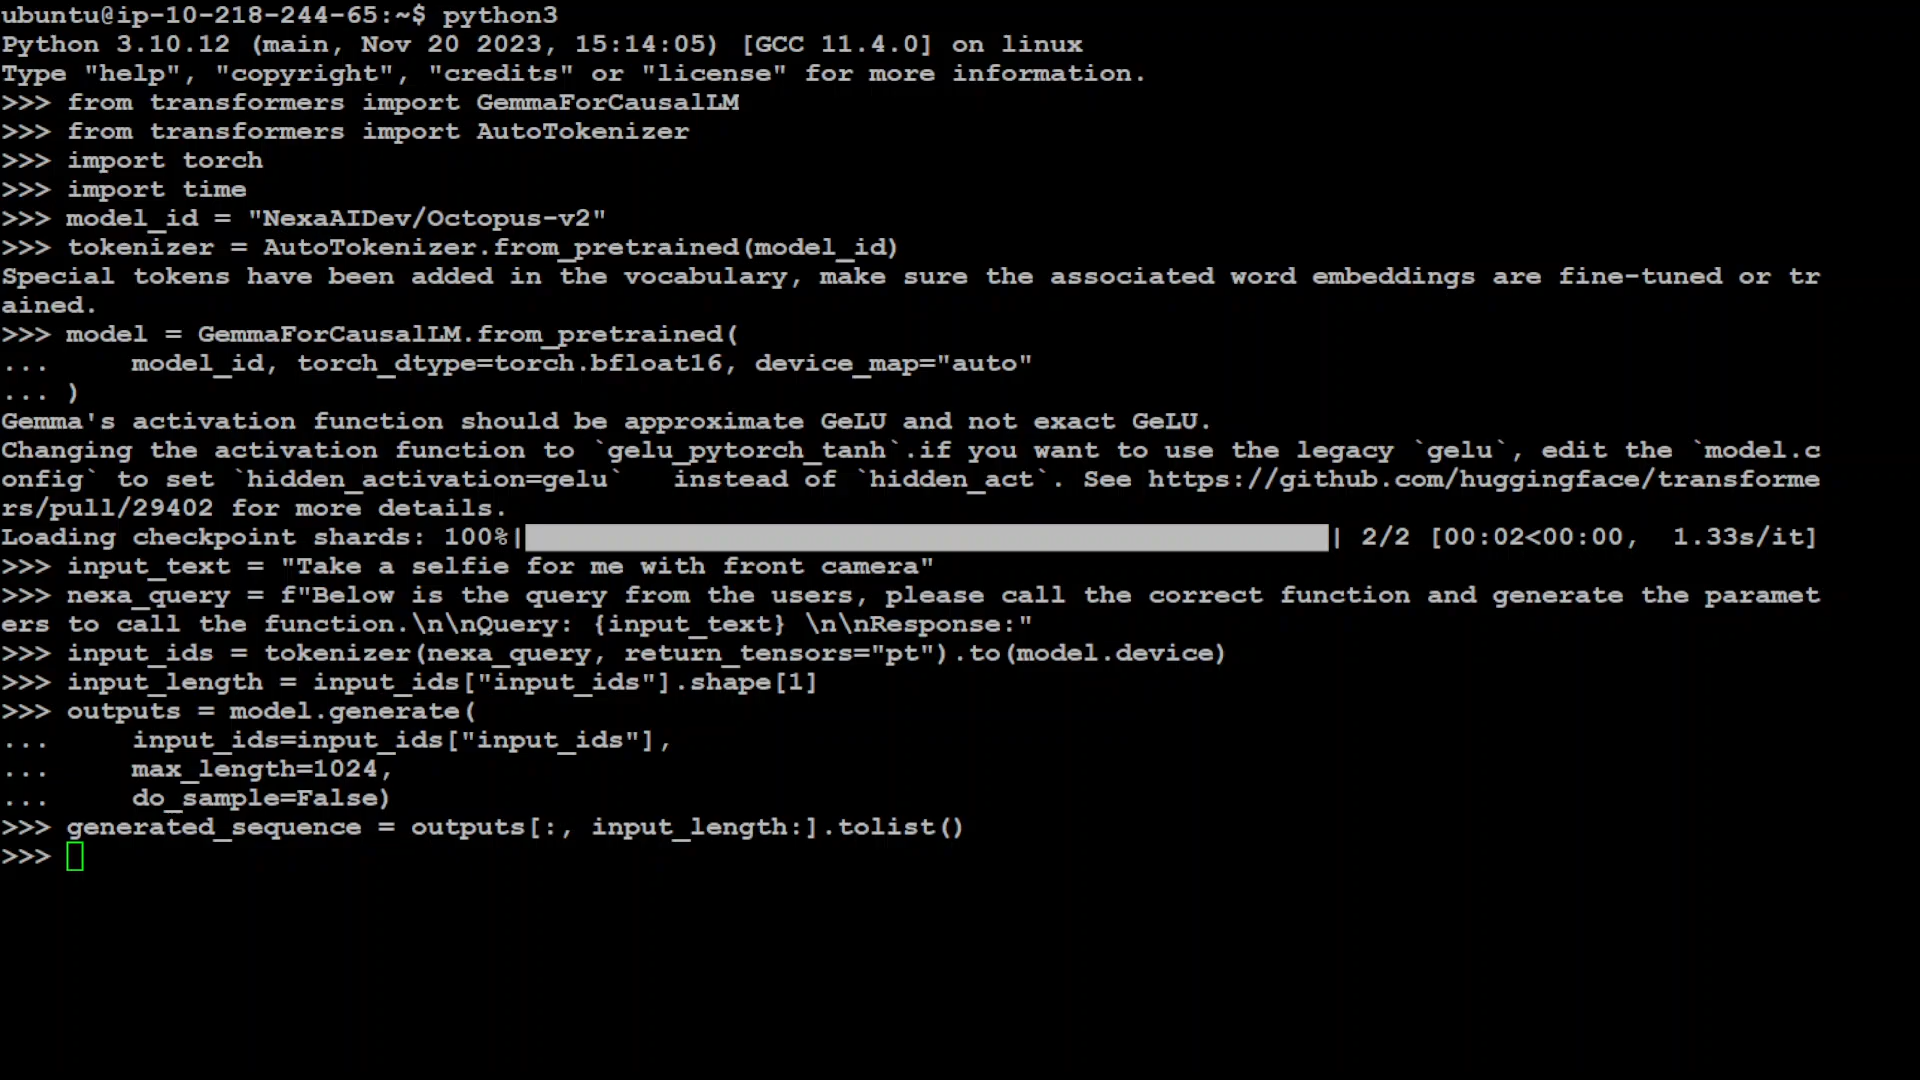 ubuntu@ip-10-218-244-65:~$ python3
Python 3.10.12 (main, Nov 20 2023, 15:14:05) [GCC 11.4.0] on linux
Type "help", "copyright", "credits" or "license" for more information.
>>> from transformers import GemmaForCausalLM
>>> from transformers import AutoTokenizer
>>> import torch
>>> import time
>>> model_id = "NexaAIDev/Octopus-v2"
>>> tokenizer = AutoTokenizer.from_pretrained(model_id)
Special tokens have been added in the vocabulary, make sure the associated word embeddings are fine-tuned or tr
ained.
>>> model = GemmaForCausalLM.from_pretrained(
...     model_id, torch_dtype=torch.bfloat16, device_map="auto"
... )
Gemma's activation function should be approximate GeLU and not exact GeLU.
Changing the activation function to `gelu_pytorch_tanh`.if you want to use the legacy `gelu`, edit the `model.c
onfig` to set `hidden_activation=gelu`   instead of `hidden_act`. See https://github.com/huggingface/transforme
rs/pull/29402 for more details.
Loading checkpoint shards: 100%|| 2/2 [00:02<00:00,  1.33s/it]
>>> input_text = "Take a selfie for me with front camera"
>>> nexa_query = f"Below is the query from the users, please call the correct function and generate the paramet
ers to call the function.\n\nQuery: {input_text} \n\nResponse:"
>>> input_ids = tokenizer(nexa_query, return_tensors="pt").to(model.device)
>>> input_length = input_ids["input_ids"].shape[1]
>>> outputs = model.generate(
...     input_ids=input_ids["input_ids"],
...     max_length=1024,
...     do_sample=False)
>>> generated_sequence = outputs[:, input_length:].tolist()
>>>